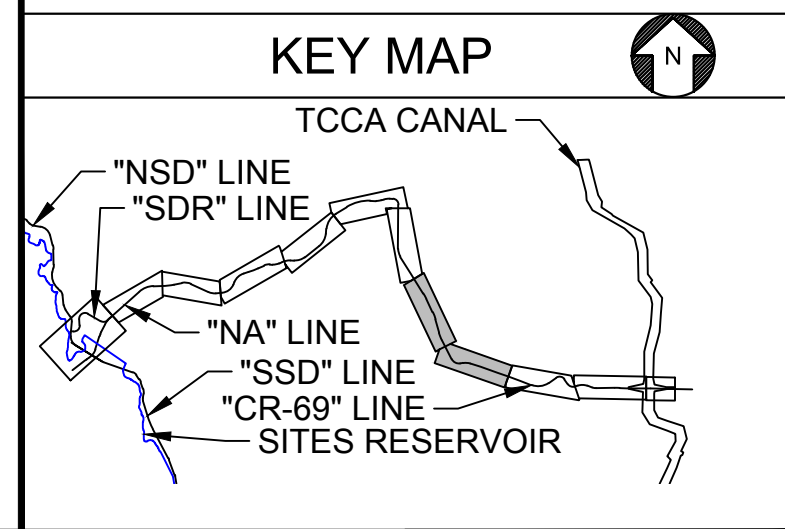 KEY MAP
N
TCCA CANAL
"NSD" LINE
"SDR" LINE
"NA" LINE
"SSD" LINE
"CR-69" LINE
SITES RESERVOIR